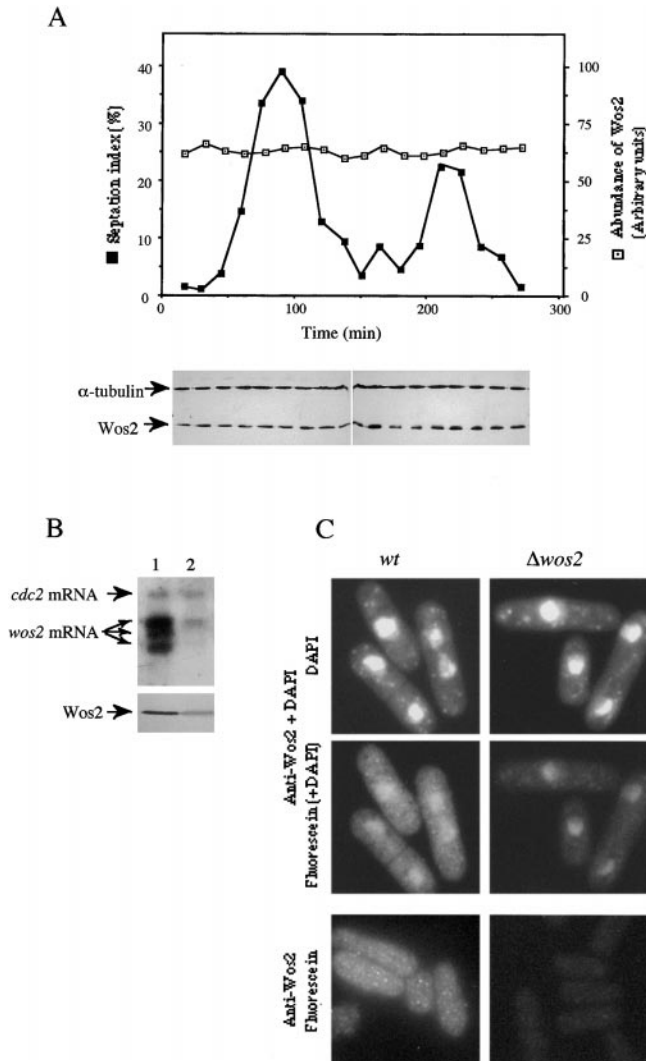 A
40
30
20
10
0
Septation index(%)
100
75
50
25
0
Abundance of Wos2
(Arbitrary units)
0
100
200
300
Time (min)
α-tubulin
Wos2
B
1 2
cdc2 mRNA
wos2 mRNA
Wos2
C
wt Δwos2
Anti-Wos2 + DAPI
DAPI
Fluorescein(+DAPI)
Anti-Wos2
Fluorescein